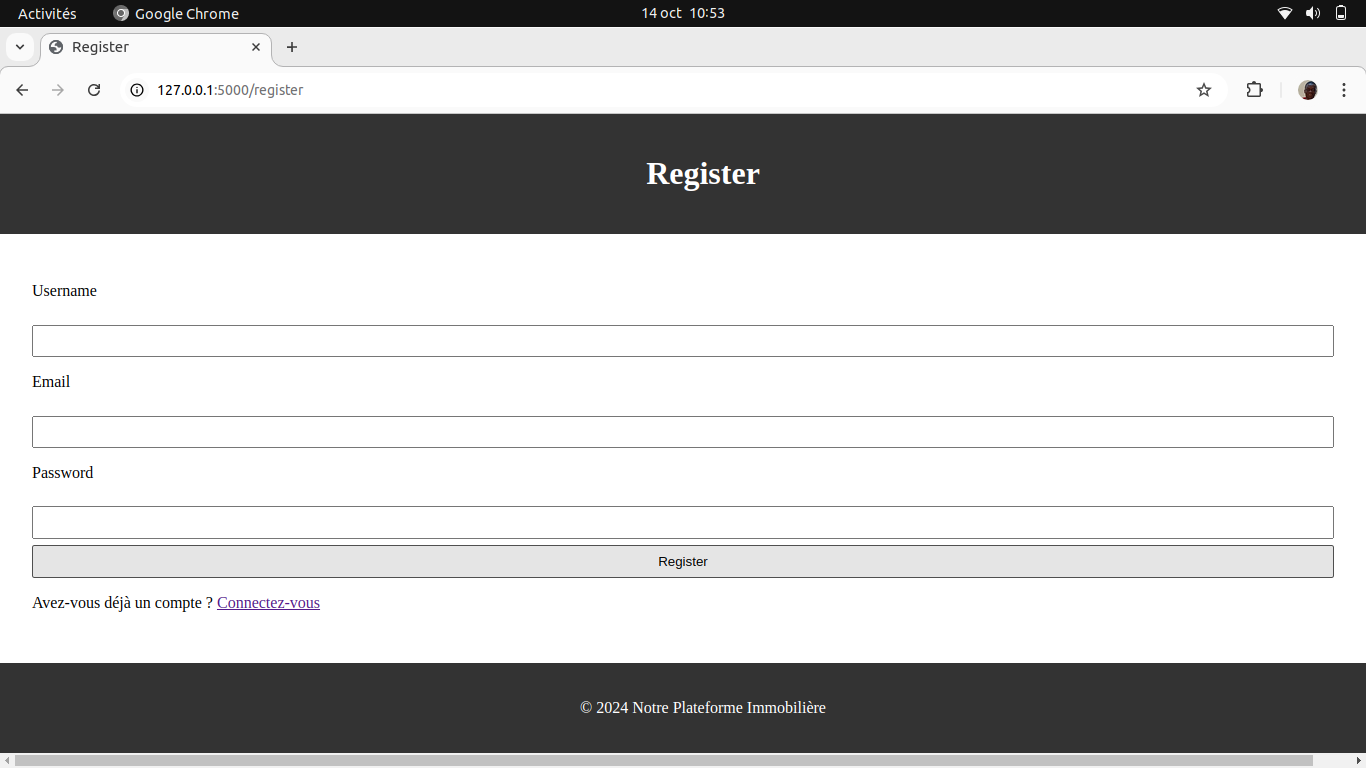 Activités Google Chrome 14 oct 10:53
Register
127.0.0.1:5000/register
Register
Username
Email
Password
Register
Avez-vous déjà un compte ? Connectez-vous
© 2024 Notre Plateforme Immobilière